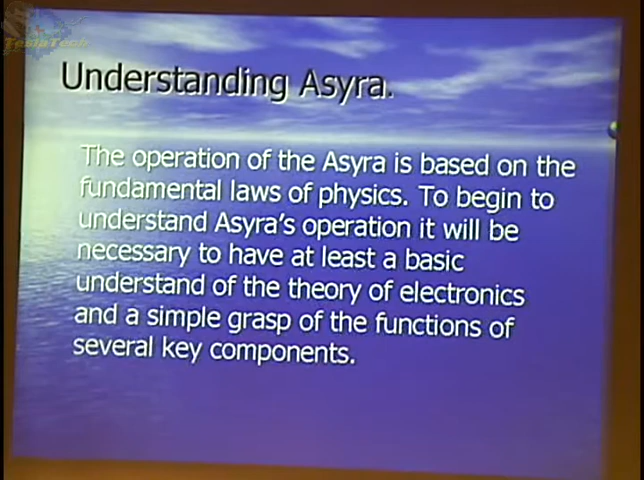 TeslaTech
Understanding Asyra.
The operation of the Asyra is based on the
fundamental laws of physics. To begin to
understand Asyra's operation it will be
necessary to have at least a basic
understand of the theory of electronics
and a simple grasp of the functions of
several key components.